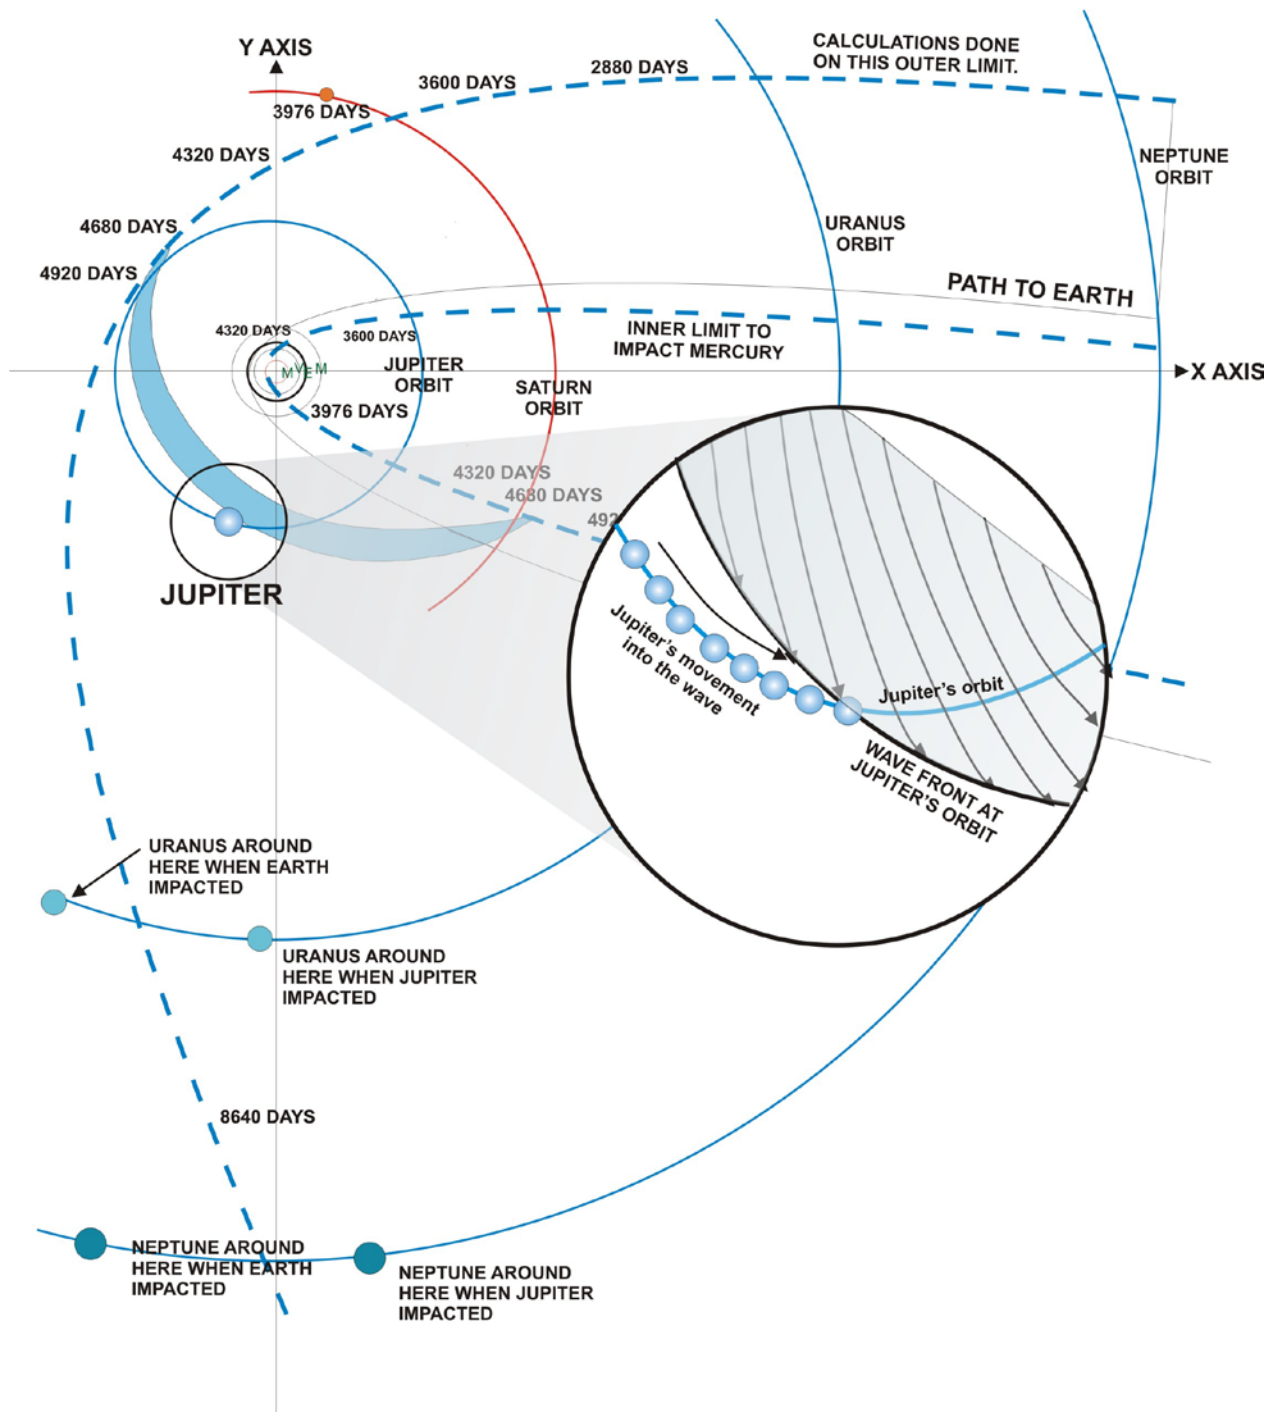 Y AXIS
CALCULATIONS DONE
ON THIS OUTER LIMIT.
2880 DAYS
3600 DAYS
3976 DAYS
4320 DAYS
NEPTUNE
ORBIT
4680 DAYS
URANUS
ORBIT
4920 DAYS
PATH TO EARTH
4320 DAYS
3600 DAYS
INNER LIMIT TO
IMPACT MERCURY
M V E M
JUPITER
ORBIT
X AXIS
SATURN
ORBIT
3976 DAYS
4320 DAYS
4680 DAYS
492
JUPITER
Jupiter's movement
into the wave
Jupiter's orbit
WAVE FRONT AT
JUPITER'S ORBIT
URANUS AROUND
HERE WHEN EARTH
IMPACTED
URANUS AROUND
HERE WHEN JUPITER
IMPACTED
8640 DAYS
NEPTUNE AROUND
HERE WHEN EARTH
IMPACTED
NEPTUNE AROUND
HERE WHEN JUPITER
IMPACTED